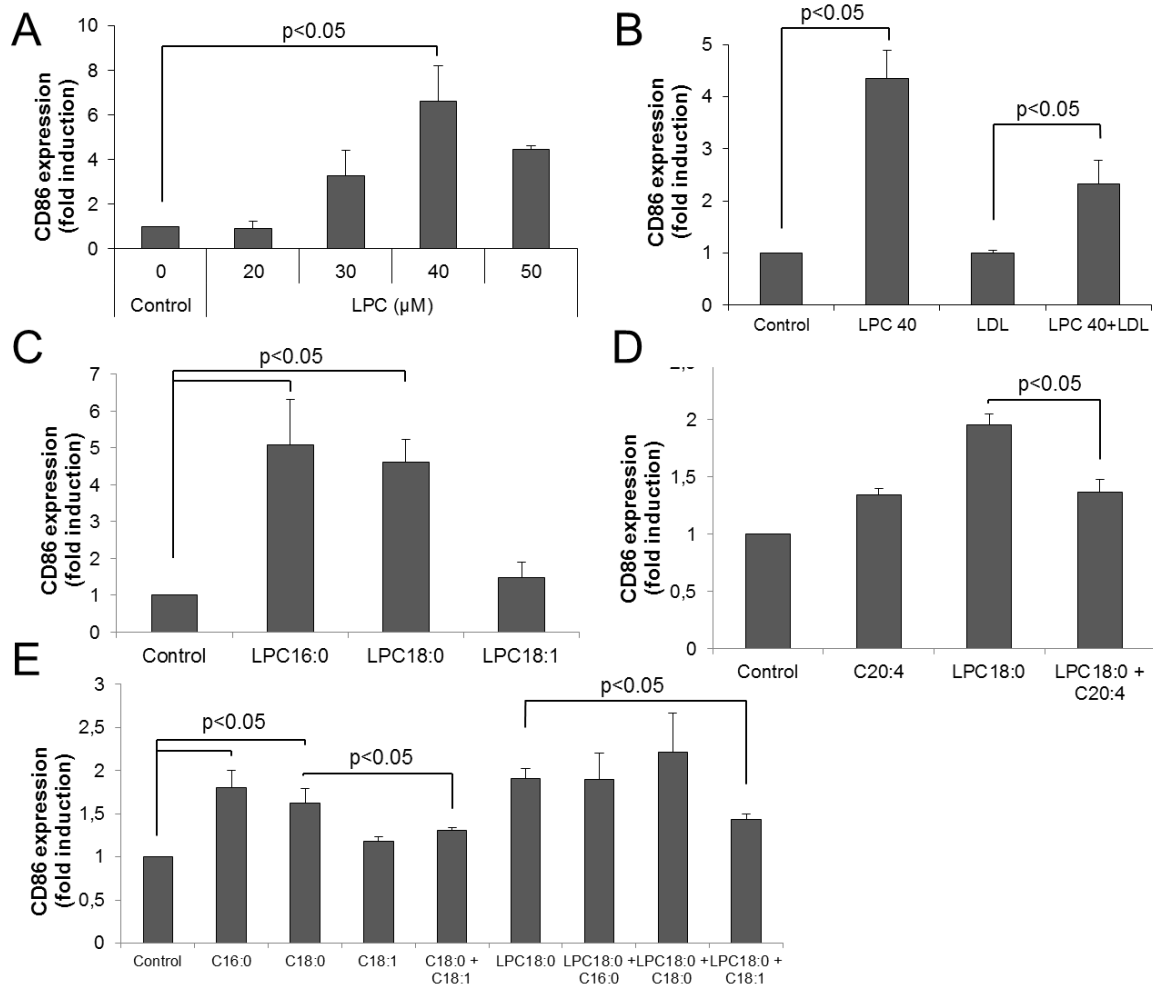 A
CD86 expression
(fold induction)
10
8
6
4
2
0
p<0.05
0 20 30 40 50
Control LPC (µM)
B
CD86 expression
(fold induction)
5
4
3
2
1
0
p<0.05
p<0.05
Control LPC 40 LDL LPC 40+LDL
C
CD86 expression
(fold induction)
7
6
5
4
3
2
1
0
p<0.05
Control LPC16:0 LPC18:0 LPC18:1
D
CD86 expression
(fold induction)
2,5
2
1,5
1
0,5
0
p<0.05
Control C20:4 LPC18:0 LPC18:0 +
C20:4
E
CD86 expression
(fold induction)
3
2,5
2
1,5
1
0,5
0
p<0.05
p<0.05
p<0.05
Control C16:0 C18:0 C18:1 C18:0 + LPC18:0 LPC18:0 + LPC18:0 + LPC18:0 +
C18:1 C16:0 C18:0 C18:1